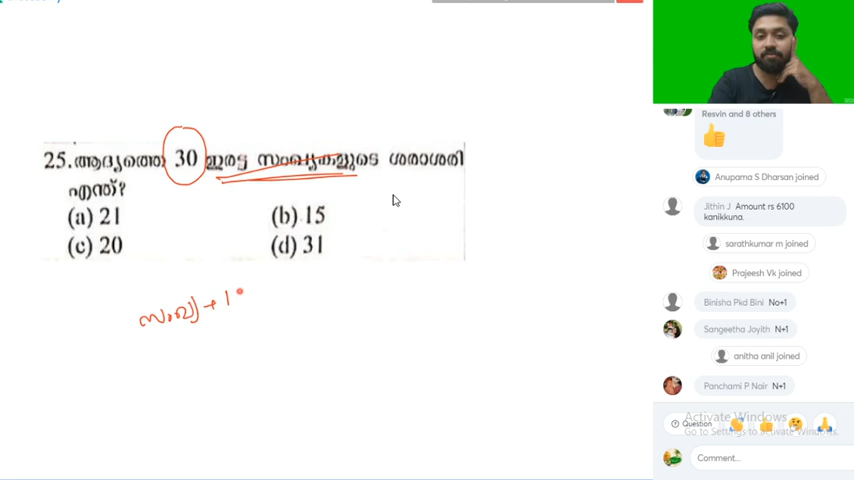 25. ആദ്യത്തെ 30 ഇരട്ട സംഖ്യകളുടെ ശരാശരി
എന്ത്?
(a) 21 (b) 15
(c) 20 (d) 31
സംഖ്യ + 1
Resvin and 8 others
Anupama S Dharsan joined
Jithin J Amount rs 6100
kanikkuna.
sarathkumar m joined
Prajeesh Vk joined
Binisha Pkd Bini No+1
Sangeetha Joyith N+1
anitha anil joined
Panchami P Nair N+1
Activate Windows
Go to Settings to activate Windows.
Question
Comment...